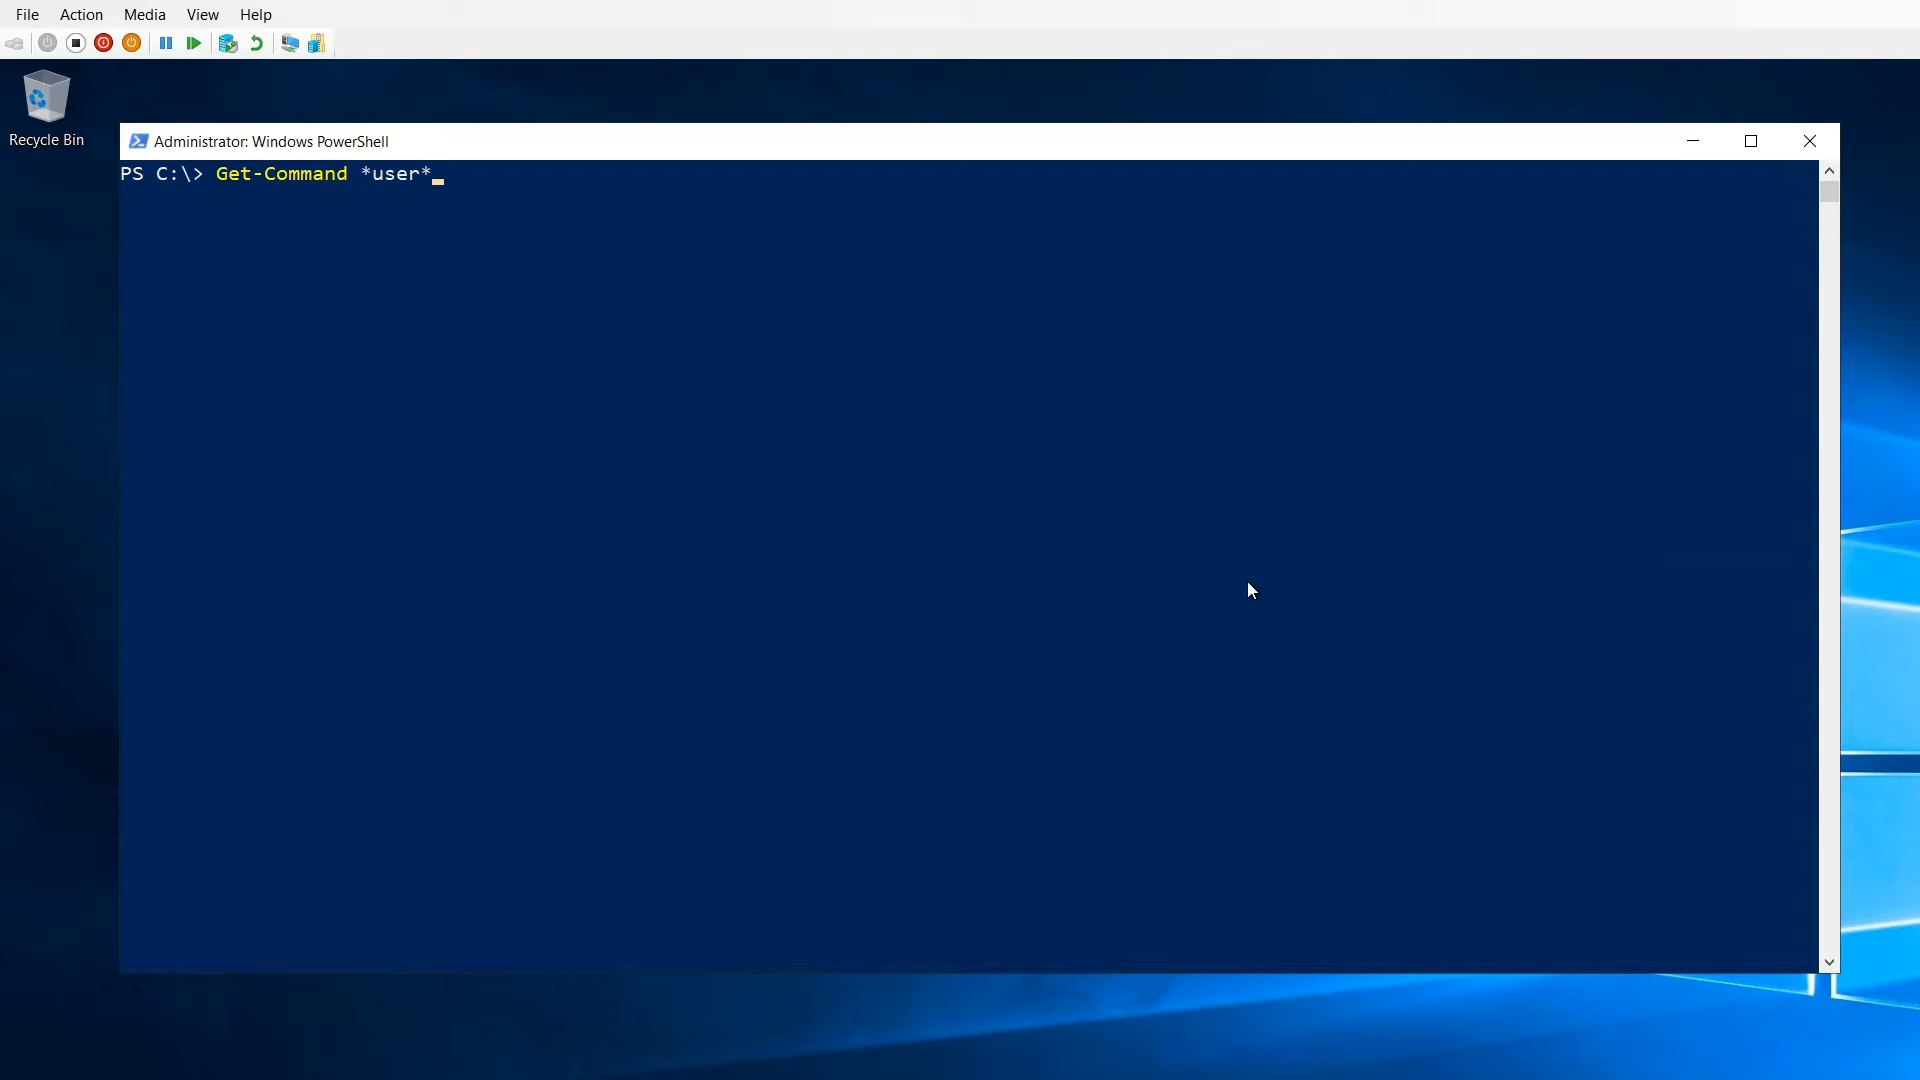 File Action Media View Help
Recycle Bin
Administrator: Windows PowerShell
PS C:\> Get-Command *user*